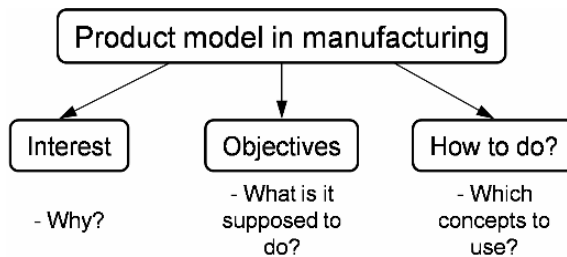 Product model in manufacturing
Interest
Objectives
How to do?
- Why?
- What is it
supposed to
do?
- Which
concepts to
use?